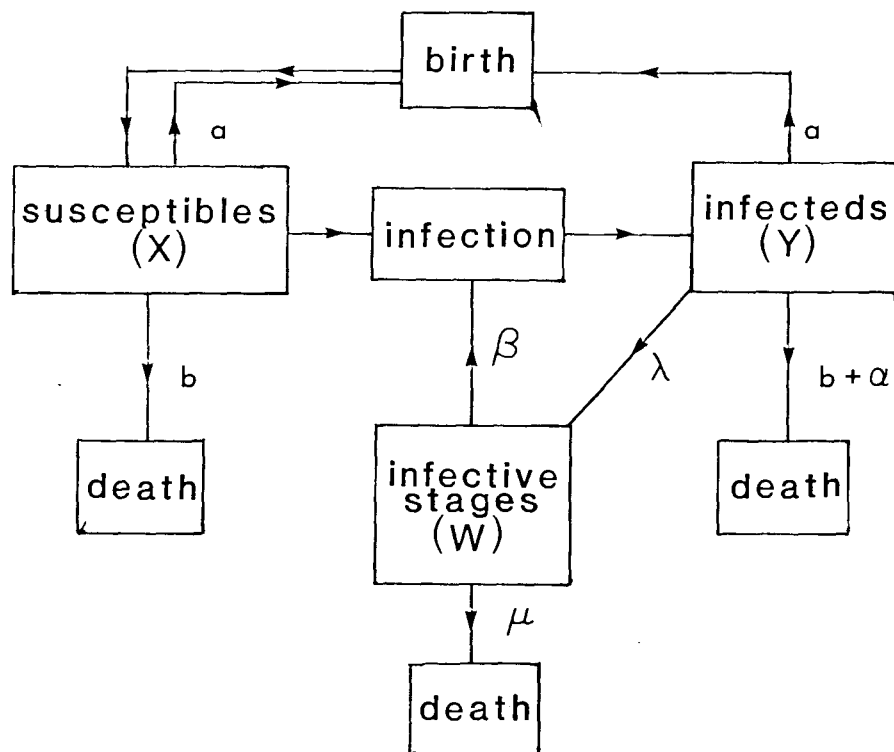 birth
a
a
susceptibles
(X)
infection
infecteds
(Y)
β
λ
b
b + α
death
infective
stages
(W)
death
μ
death